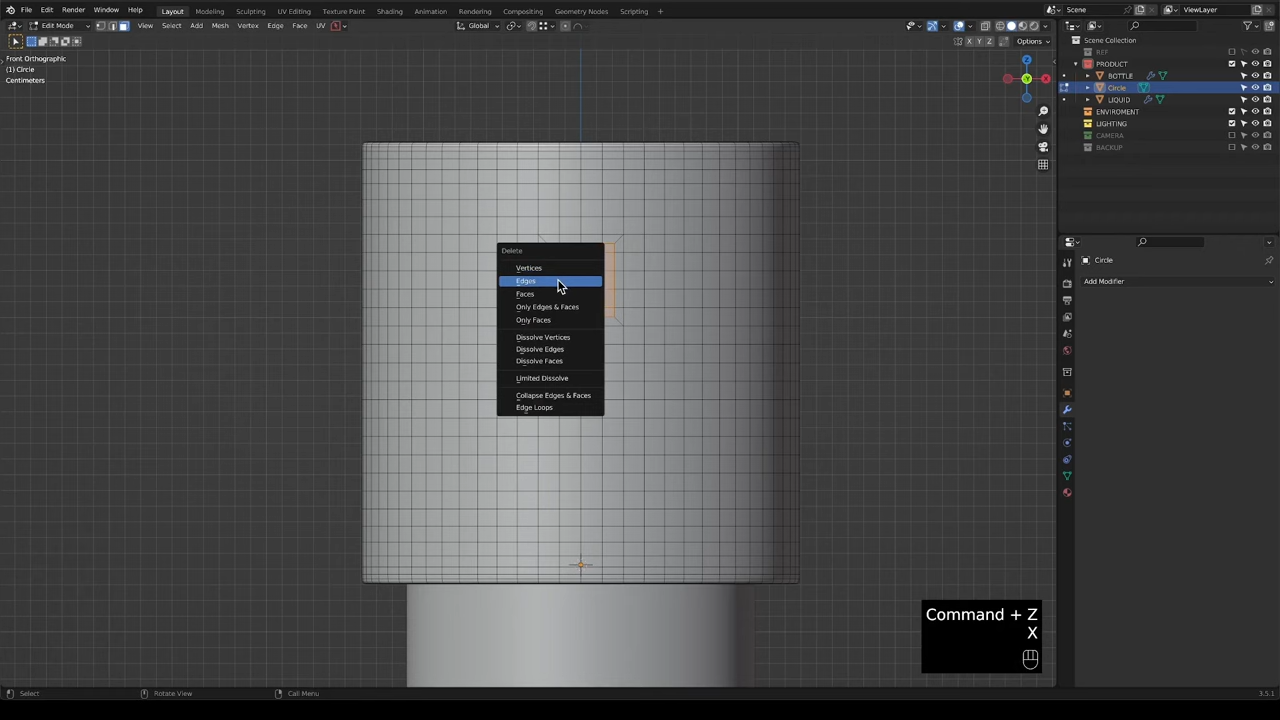 File Edit Render Window Help Layout Modeling Sculpting UV Editing Texture Paint Shading Animation Rendering Compositing Geometry Nodes Scripting Scene ViewLayer
Edit Mode View Select Add Mesh Vertex Edge Face UV Global
X Y Z Options
Front Orthographic
(1) Circle
Centimeters
Z
Y
X
Delete
Vertices
Edges
Faces
Only Edges & Faces
Only Faces
Dissolve Vertices
Dissolve Edges
Dissolve Faces
Limited Dissolve
Collapse Edges & Faces
Edge Loops
Scene Collection
REF
PRODUCT
BOTTLE
Circle
LIQUID
ENVIROMENT
LIGHTING
CAMERA
BACKUP
Circle
Add Modifier
Command + Z
X
Select Rotate View Call Menu 3.5.1